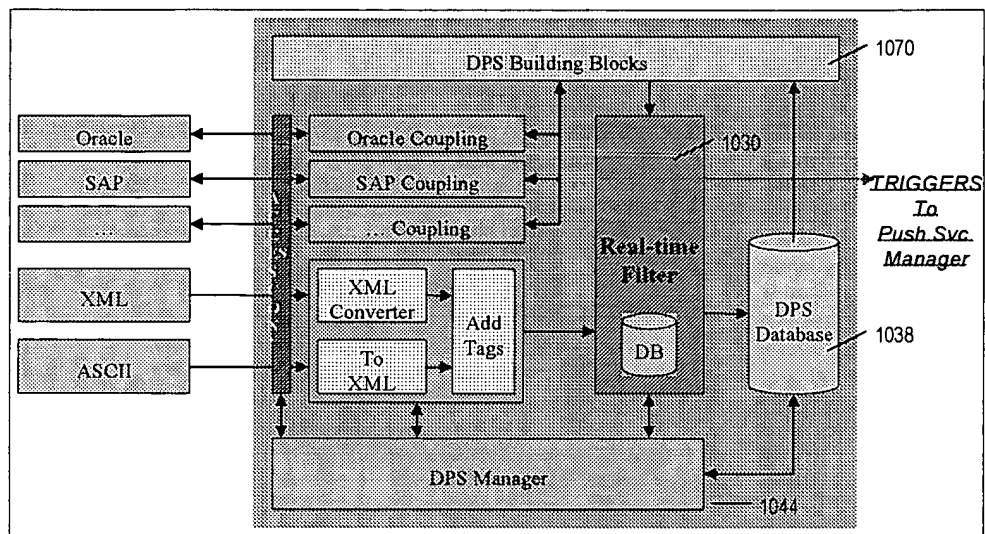 DPS Building Blocks
1070
Oracle
Oracle Coupling
1030
SAP
SAP Coupling
TRIGGERS
To
Push Svc
Manager
...
... Coupling
Real-time
Filter
XML
XML
Converter
Add
Tags
DPS
Database
1038
ASCII
To
XML
DB
DPS Manager
1044